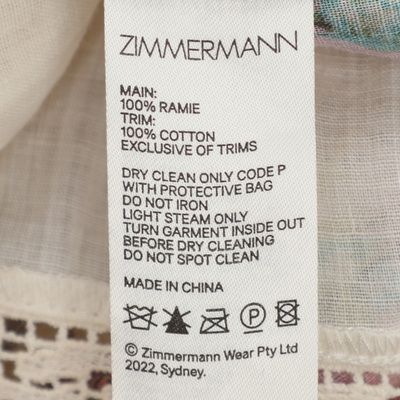 ZIMMERMANN
MAIN:
100% RAMIE
TRIM:
100% COTTON
EXCLUSIVE OF TRIMS
DRY CLEAN ONLY CODE P
WITH PROTECTIVE BAG
DO NOT IRON
LIGHT STEAM ONLY
TURN GARMENT INSIDE OUT
BEFORE DRY CLEANING
DO NOT SPOT CLEAN
MADE IN CHINA
P
© Zimmermann Wear Pty Ltd
2022, Sydney.